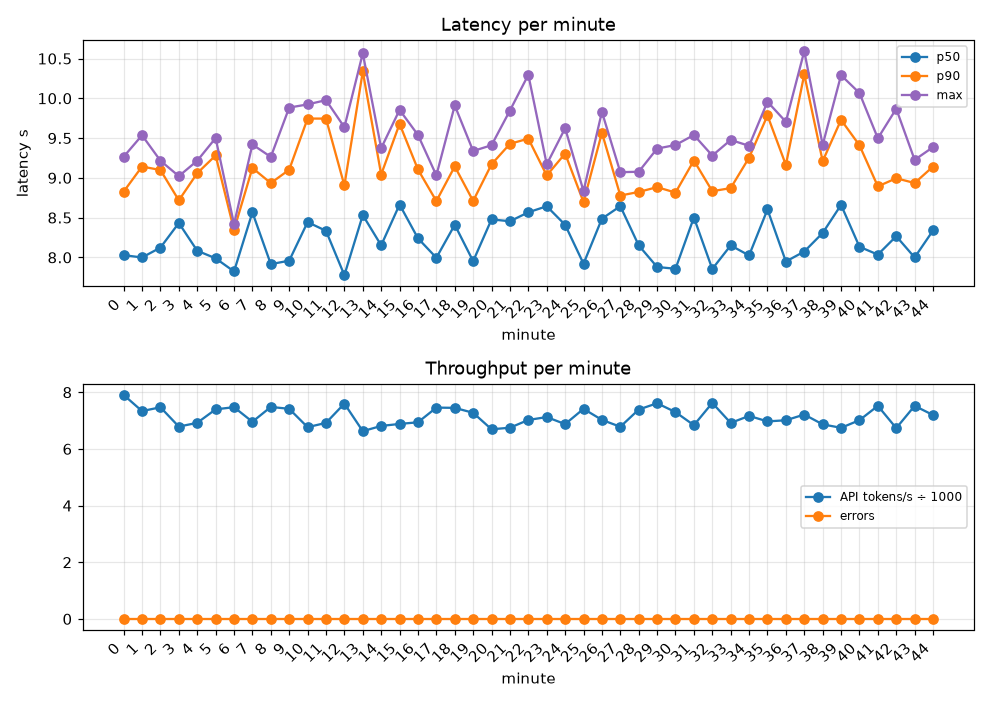 Latency per minute
latency s
10.5
10.0
9.5
9.0
8.5
8.0
p50
p90
max
0 1 2 3 4 5 6 7 8 9 10 11 12 13 14 15 16 17 18 19 20 21 22 23 24 25 26 27 28 29 30 31 32 33 34 35 36 37 38 39 40 41 42 43 44
minute
Throughput per minute
8
6
4
2
0
API tokens/s ÷ 1000
errors
0 1 2 3 4 5 6 7 8 9 10 11 12 13 14 15 16 17 18 19 20 21 22 23 24 25 26 27 28 29 30 31 32 33 34 35 36 37 38 39 40 41 42 43 44
minute